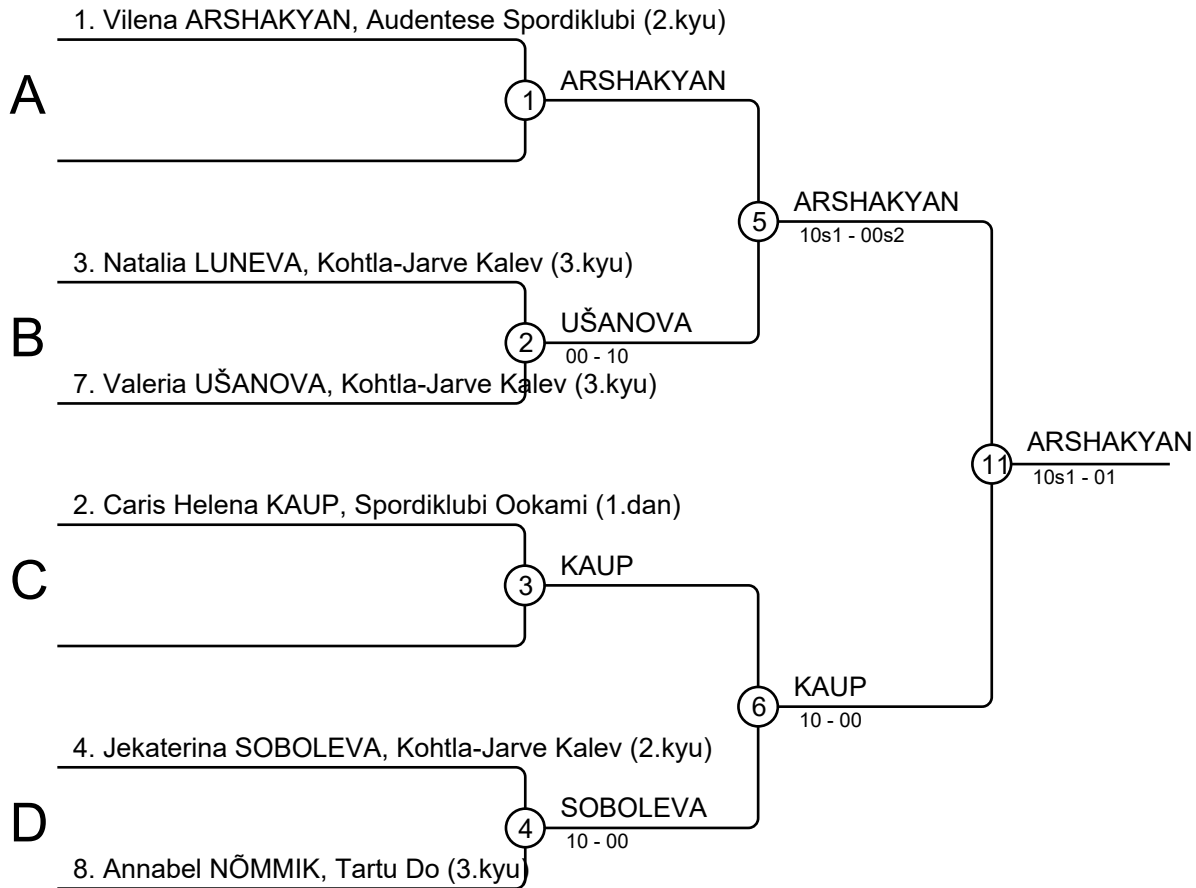 1. Vilena ARSHAKYAN, Audentese Spordiklubi (2.kyu)
A
1
ARSHAKYAN
5
ARSHAKYAN
10s1 - 00s2
3. Natalia LUNEVA, Kohtla-Jarve Kalev (3.kyu)
B
2
UŠANOVA
00 - 10
7. Valeria UŠANOVA, Kohtla-Jarve Kalev (3.kyu)
11
ARSHAKYAN
10s1 - 01
2. Caris Helena KAUP, Spordiklubi Ookami (1.dan)
C
3
KAUP
6
KAUP
10 - 00
4. Jekaterina SOBOLEVA, Kohtla-Jarve Kalev (2.kyu)
D
4
SOBOLEVA
10 - 00
8. Annabel NÕMMIK, Tartu Do (3.kyu)